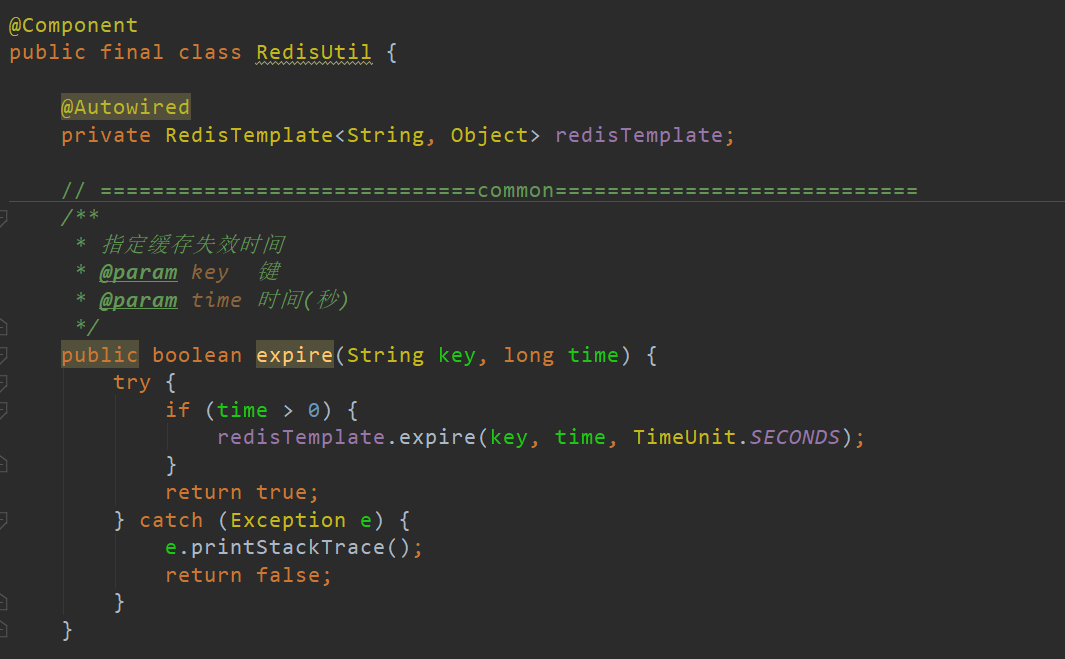 @Component
public final class RedisUtil {
@Autowired
private RedisTemplate<String, Object> redisTemplate;
// =============================common============================
/**
* 指定缓存失效时间
* @param key 键
* @param time 时间(秒)
*/
public boolean expire(String key, long time) {
try {
if (time > 0) {
redisTemplate.expire(key, time, TimeUnit.SECONDS);
}
return true;
} catch (Exception e) {
e.printStackTrace();
return false;
}
}